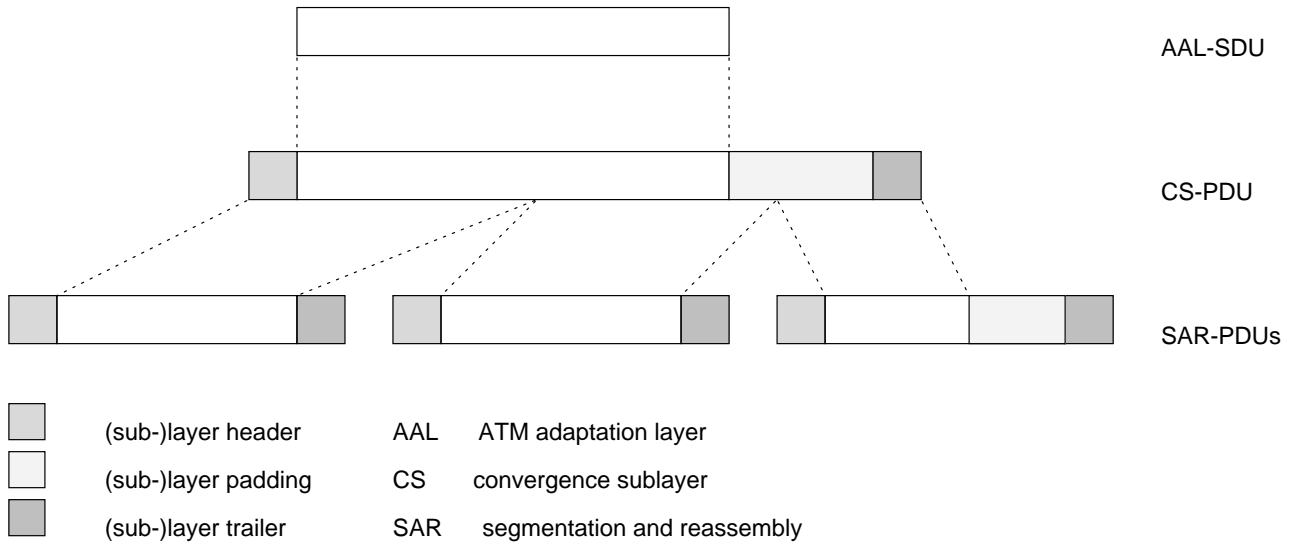 AAL-SDU
CS-PDU
SAR-PDUs
(sub-)layer header AAL ATM adaptation layer
(sub-)layer padding CS convergence sublayer
(sub-)layer trailer SAR segmentation and reassembly